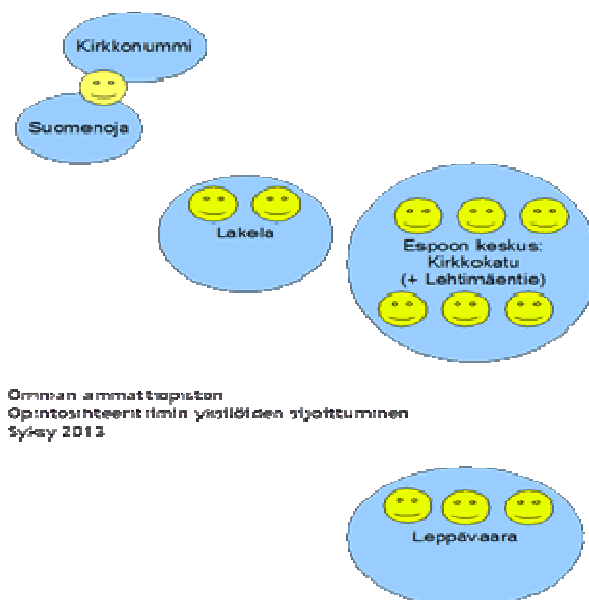 Kirkkonummi
Suomenoja
Lakela
Espoon keskus:
Kirkkokatu
(+ Lehtimäentie)
Omnian ammattiopiston
Opintosihteeritiimin yksilöiden sijoittuminen
Syksy 2013
Leppävaara